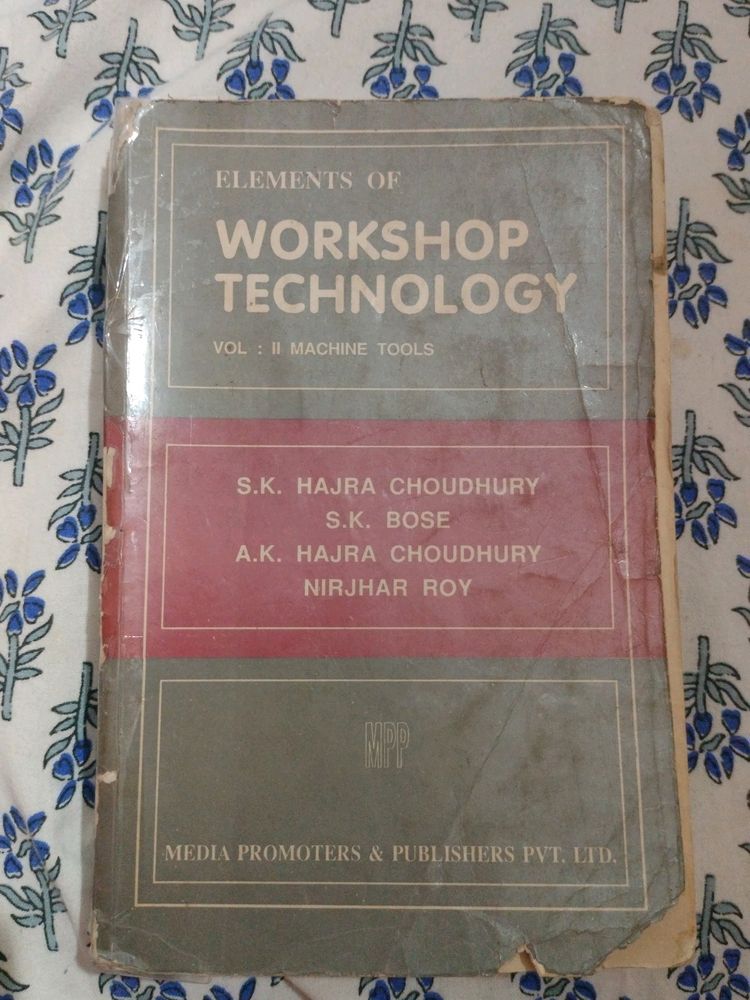 ELEMENTS OF
WORKSHOP
TECHNOLOGY
VOL : II MACHINE TOOLS
S.K. HAJRA CHOUDHURY
S.K. BOSE
A.K. HAJRA CHOUDHURY
NIRJHAR ROY
MPP
MEDIA PROMOTERS & PUBLISHERS PVT. LTD.